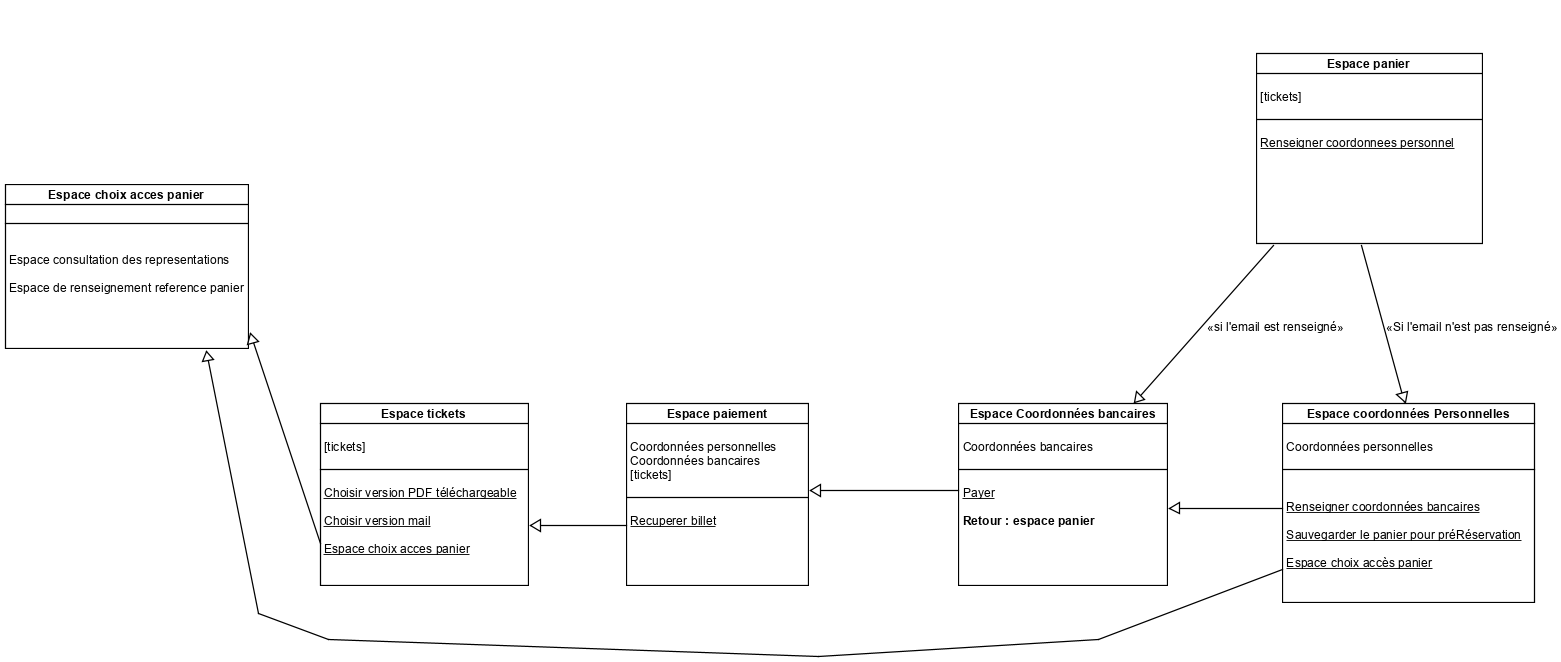 Espace panier
[tickets]
Renseigner coordonnees personnel
Espace choix acces panier
Espace consultation des representations
Espace de renseignement reference panier
«si l'email est renseigné»
«Si l'email n'est pas renseigné»
Espace tickets
[tickets]
Choisir version PDF téléchargeable
Choisir version mail
Espace choix acces panier
Espace paiement
Coordonnées personnelles
Coordonnées bancaires
[tickets]
Recuperer billet
Espace Coordonnées bancaires
Coordonnées bancaires
Payer
Retour : espace panier
Espace coordonnées Personnelles
Coordonnées personnelles
Renseigner coordonnées bancaires
Sauvegarder le panier pour préRéservation
Espace choix accès panier